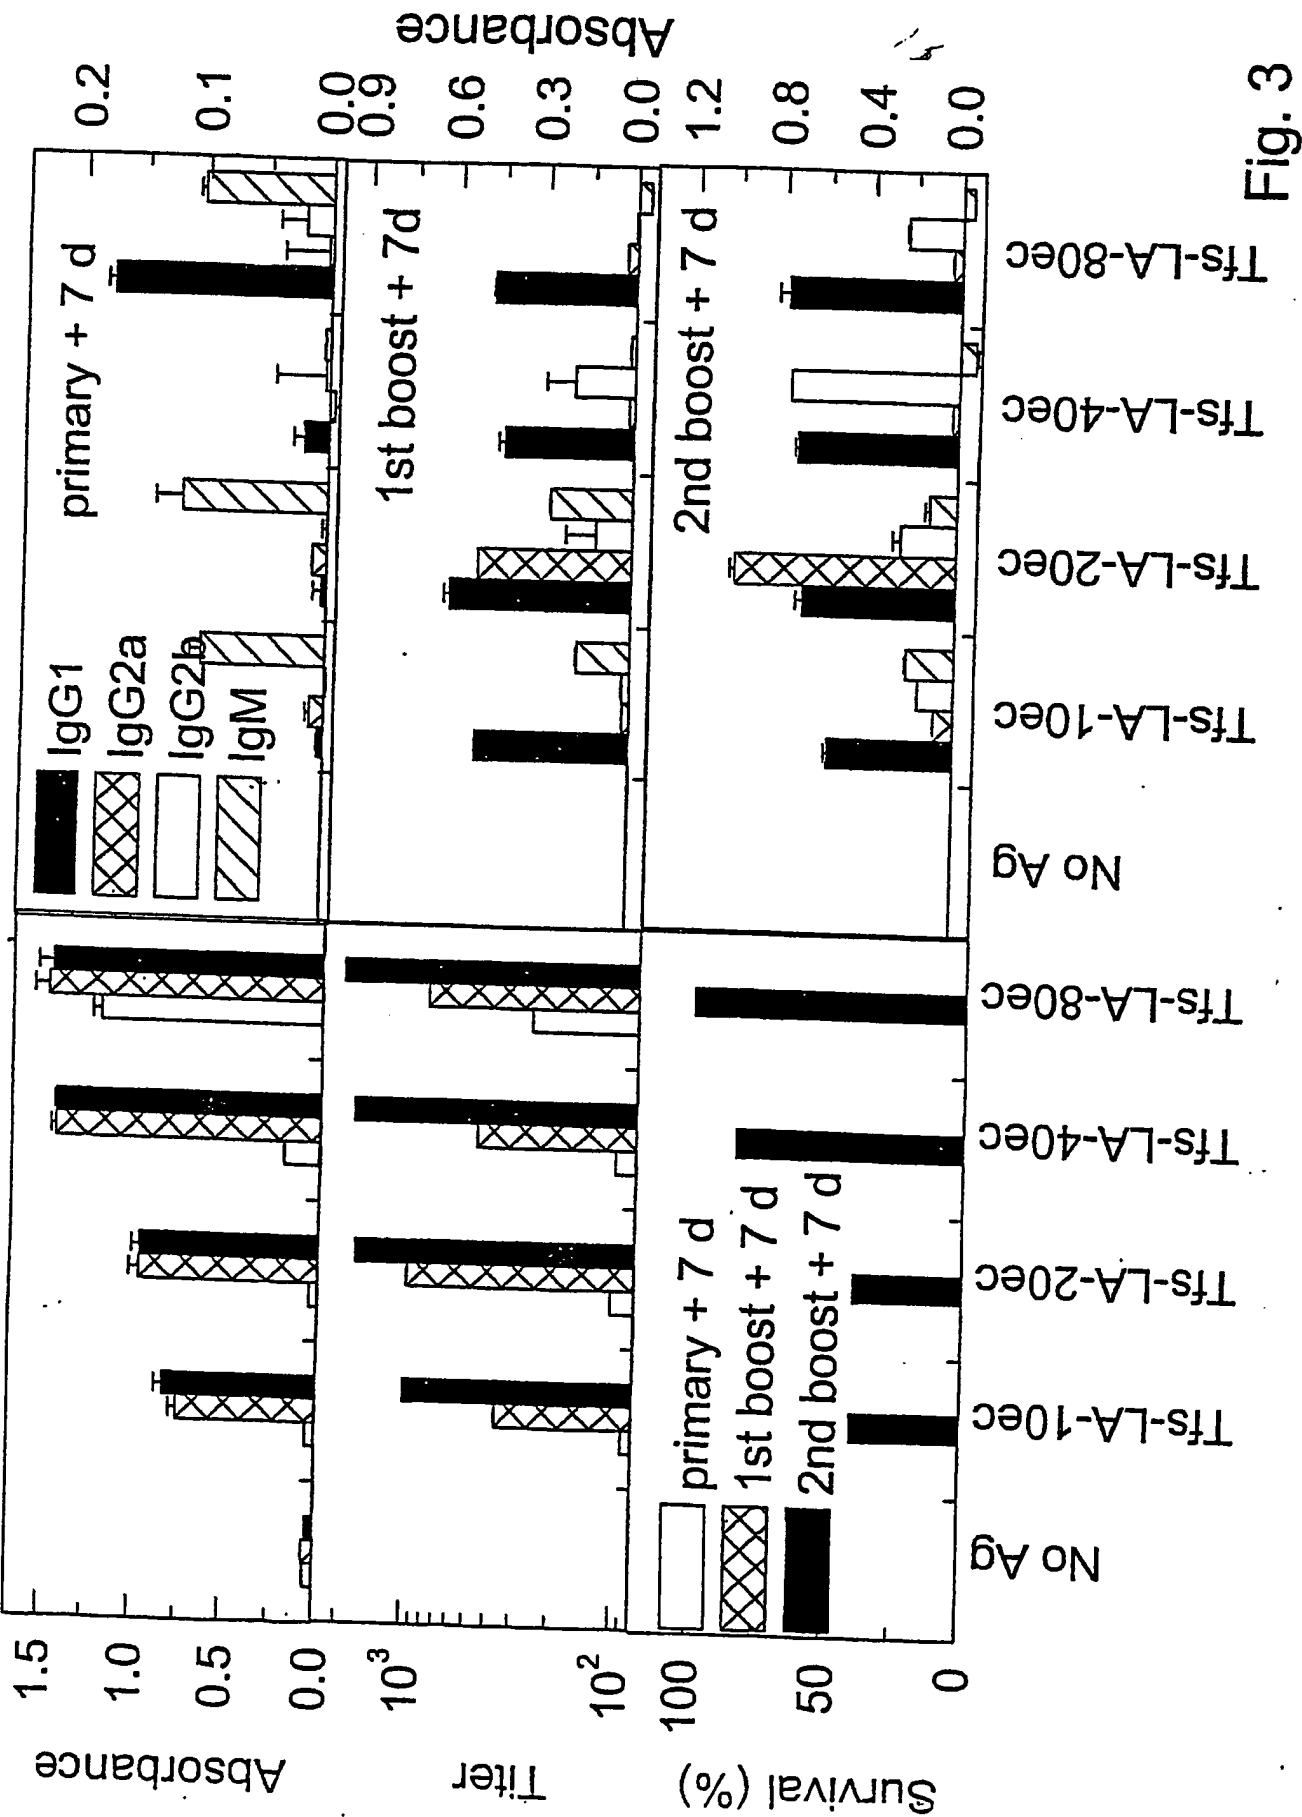 Absorbance
1.5
1.0
0.5
0.0
Titer
10³
10²
Survival (%)
100
50
0
primary + 7 d
1st boost + 7 d
2nd boost + 7 d
No Ag
Tfs-LA-10ec
Tfs-LA-20ec
Tfs-LA-40ec
Tfs-LA-80ec
IgG1
IgG2a
IgG2b
IgM
primary + 7 d
0.2
0.1
0.0
1st boost + 7d
0.9
0.6
0.3
0.0
2nd boost + 7 d
1.2
0.8
0.4
0.0
Absorbance
No Ag
Tfs-LA-10ec
Tfs-LA-20ec
Tfs-LA-40ec
Tfs-LA-80ec
Fig. 3